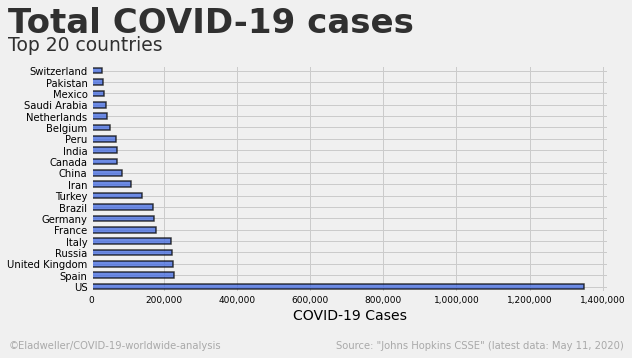 Total COVID-19 cases
Top 20 countries
Switzerland
Pakistan
Mexico
Saudi Arabia
Netherlands
Belgium
Peru
India
Canada
China
Iran
Turkey
Brazil
Germany
France
Italy
Russia
United Kingdom
Spain
US
0 200,000 400,000 600,000 800,000 1,000,000 1,200,000 1,400,000
COVID-19 Cases
©Eladweller/COVID-19-worldwide-analysis Source: "Johns Hopkins CSSE" (latest data: May 11, 2020)